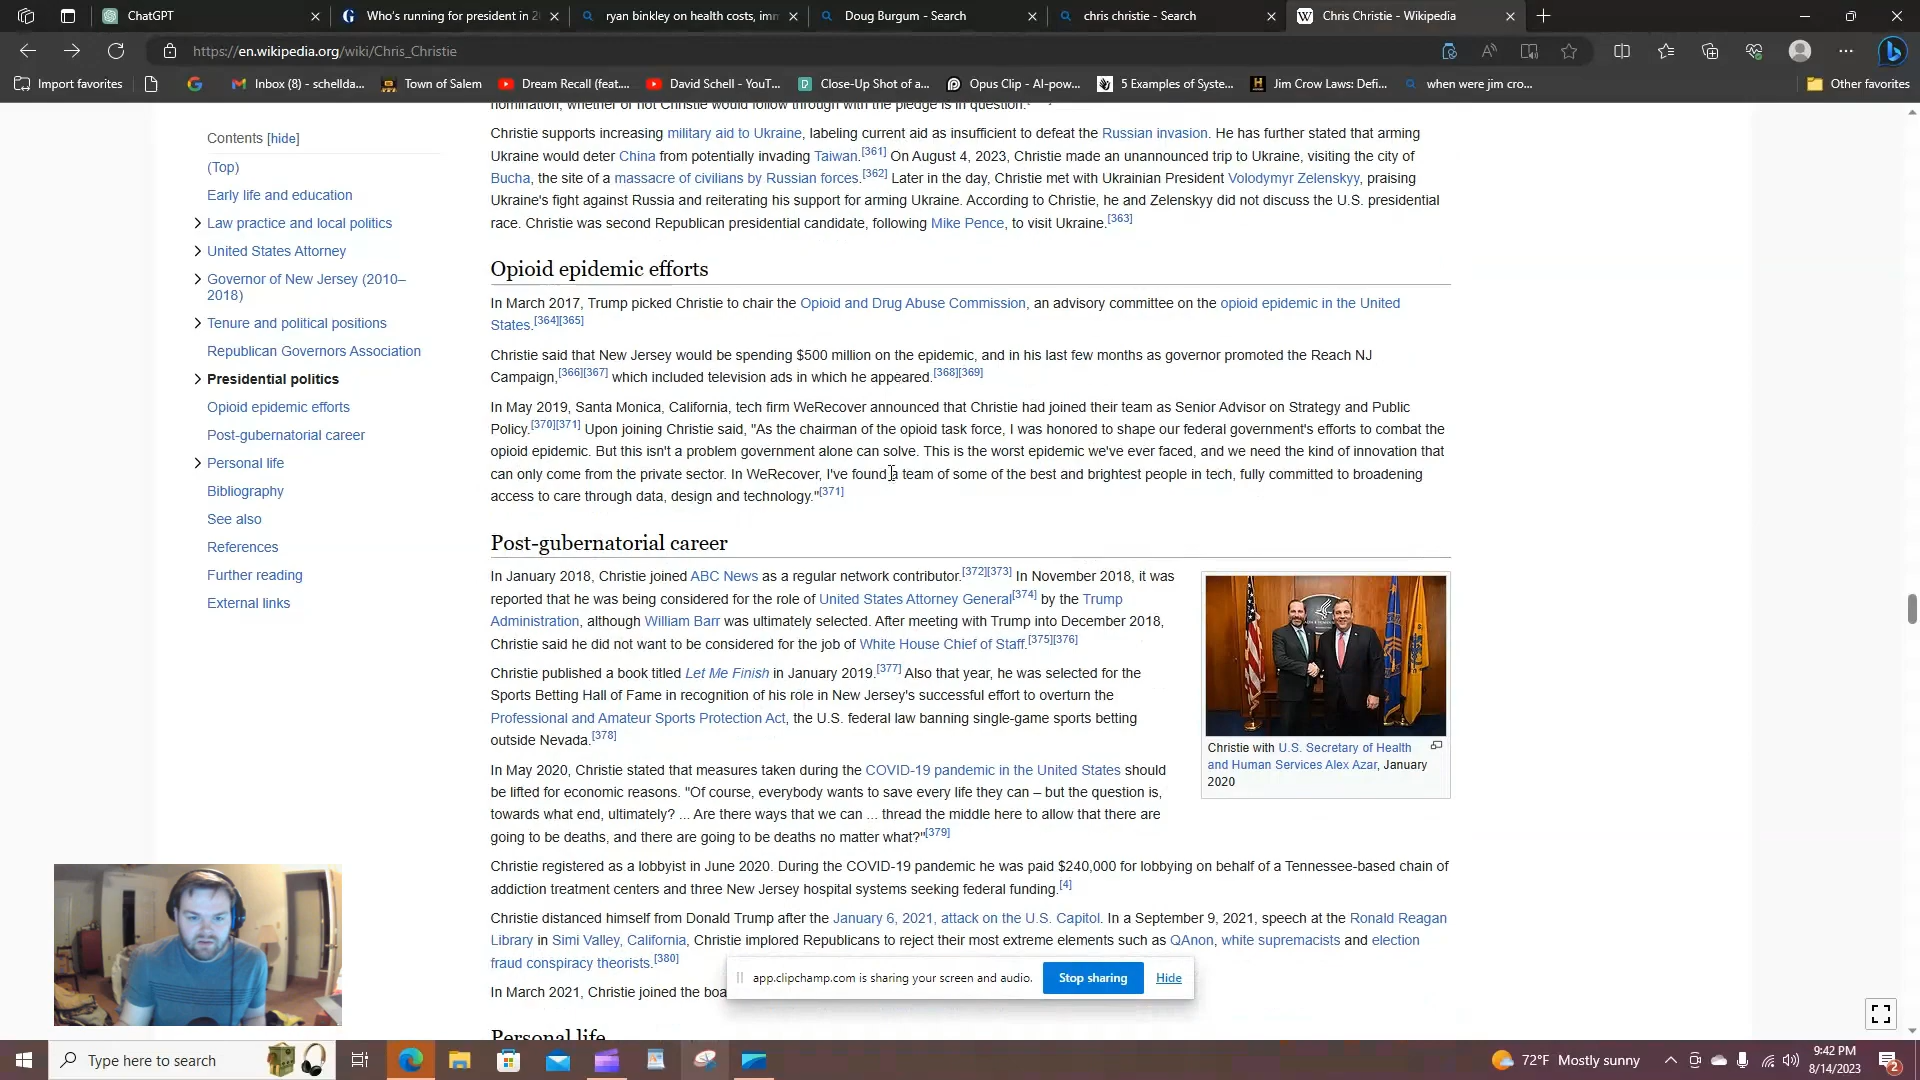 ChatGPT
Who's running for president in 2
ryan binkley on health costs, imm
Doug Burgum - Search
chris christie - Search
Chris Christie - Wikipedia
https://en.wikipedia.org/wiki/Chris_Christie
Import favorites
Inbox (8) - schellda...
Town of Salem
Dream Recall (feat....
David Schell - YouT...
Close-Up Shot of a...
Opus Clip - AI-pow...
5 Examples of Syste...
Jim Crow Laws: Defi...
when were jim cro...
Other favorites
nomination, whether or not Christie would follow through with the pledge is in question.
Contents [hide]
(Top)
Early life and education
Law practice and local politics
United States Attorney
Governor of New Jersey (2010–
2018)
Tenure and political positions
Republican Governors Association
Presidential politics
Opioid epidemic efforts
Post-gubernatorial career
Personal life
Bibliography
See also
References
Further reading
External links
Christie supports increasing military aid to Ukraine, labeling current aid as insufficient to defeat the Russian invasion. He has further stated that arming
Ukraine would deter China from potentially invading Taiwan.[361] On August 4, 2023, Christie made an unannounced trip to Ukraine, visiting the city of
Bucha, the site of a massacre of civilians by Russian forces.[362] Later in the day, Christie met with Ukrainian President Volodymyr Zelenskyy, praising
Ukraine's fight against Russia and reiterating his support for arming Ukraine. According to Christie, he and Zelenskyy did not discuss the U.S. presidential
race. Christie was second Republican presidential candidate, following Mike Pence, to visit Ukraine.[363]
Opioid epidemic efforts
In March 2017, Trump picked Christie to chair the Opioid and Drug Abuse Commission, an advisory committee on the opioid epidemic in the United
States.[364][365]
Christie said that New Jersey would be spending $500 million on the epidemic, and in his last few months as governor promoted the Reach NJ
Campaign,[366][367] which included television ads in which he appeared.[368][369]
In May 2019, Santa Monica, California, tech firm WeRecover announced that Christie had joined their team as Senior Advisor on Strategy and Public
Policy.[370][371] Upon joining Christie said, "As the chairman of the opioid task force, I was honored to shape our federal government's efforts to combat the
opioid epidemic. But this isn't a problem government alone can solve. This is the worst epidemic we've ever faced, and we need the kind of innovation that
can only come from the private sector. In WeRecover, I've found a team of some of the best and brightest people in tech, fully committed to broadening
access to care through data, design and technology."[371]
Post-gubernatorial career
In January 2018, Christie joined ABC News as a regular network contributor.[372][373] In November 2018, it was
reported that he was being considered for the role of United States Attorney General[374] by the Trump
Administration, although William Barr was ultimately selected. After meeting with Trump into December 2018,
Christie said he did not want to be considered for the job of White House Chief of Staff.[375][376]
Christie published a book titled Let Me Finish in January 2019.[377] Also that year, he was selected for the
Sports Betting Hall of Fame in recognition of his role in New Jersey's successful effort to overturn the
Professional and Amateur Sports Protection Act, the U.S. federal law banning single-game sports betting
outside Nevada.[378]
In May 2020, Christie stated that measures taken during the COVID-19 pandemic in the United States should
be lifted for economic reasons. "Of course, everybody wants to save every life they can – but the question is,
towards what end, ultimately? ... Are there ways that we can ... thread the middle here to allow that there are
going to be deaths, and there are going to be deaths no matter what?"[379]
Christie with U.S. Secretary of Health
and Human Services Alex Azar, January
2020
Christie registered as a lobbyist in June 2020. During the COVID-19 pandemic he was paid $240,000 for lobbying on behalf of a Tennessee-based chain of
addiction treatment centers and three New Jersey hospital systems seeking federal funding.[4]
Christie distanced himself from Donald Trump after the January 6, 2021, attack on the U.S. Capitol. In a September 9, 2021, speech at the Ronald Reagan
Library in Simi Valley, California, Christie implored Republicans to reject their most extreme elements such as QAnon, white supremacists and election
fraud conspiracy theorists.[380]
In March 2021, Christie joined the boa
app.clipchamp.com is sharing your screen and audio.
Stop sharing
Hide
Personal life
Type here to search
72°F Mostly sunny
9:42 PM
8/14/2023
2